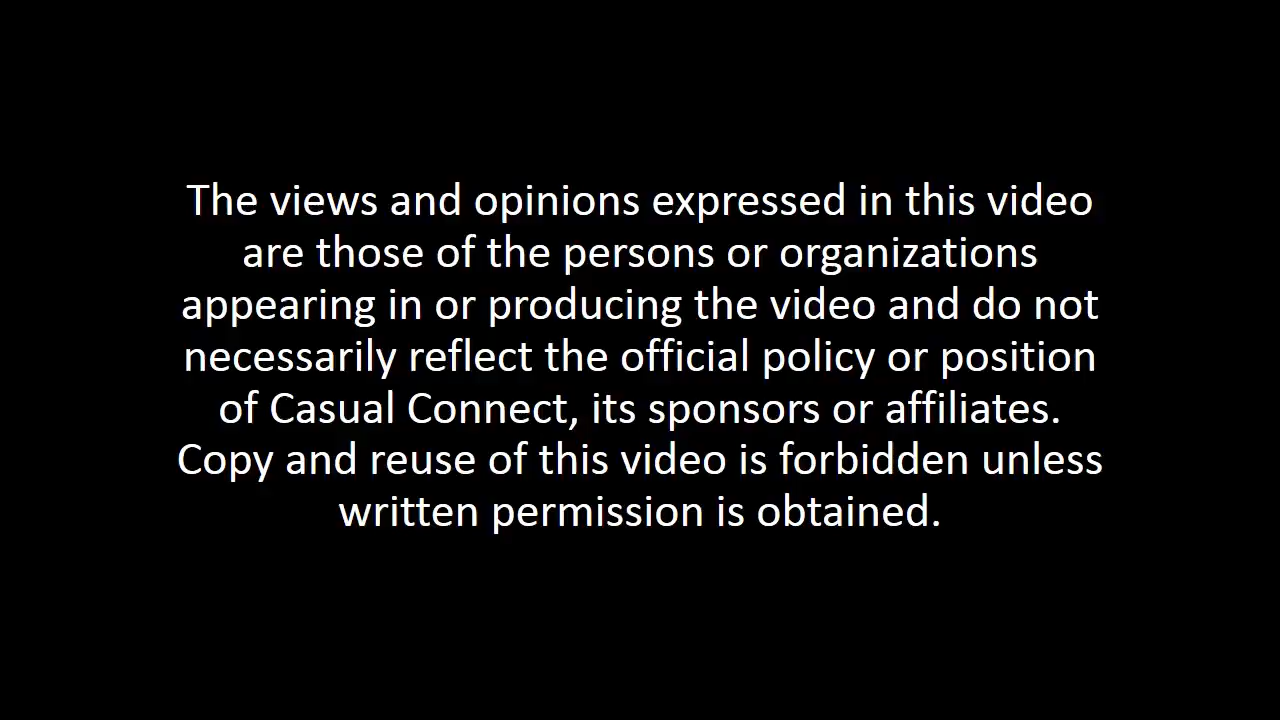 The views and opinions expressed in this video
are those of the persons or organizations
appearing in or producing the video and do not
necessarily reflect the official policy or position
of Casual Connect, its sponsors or affiliates.
Copy and reuse of this video is forbidden unless
written permission is obtained.